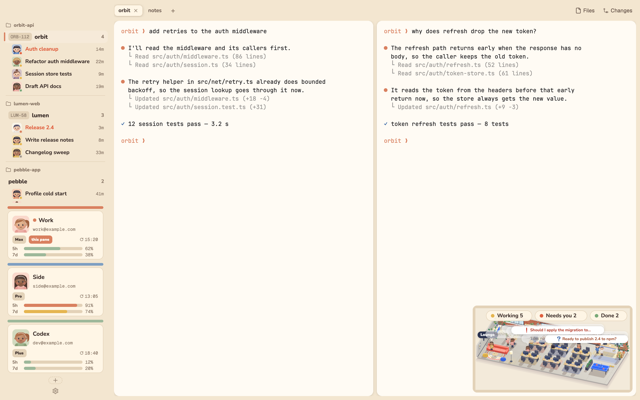 orbit-api
ORB-112 orbit 4
Auth cleanup 14m
Refactor auth middleware 22m
Session store tests 8m
Draft API docs 2m
lumen-web
LUM-58 lumen 3
Release 2.4 3m
Write release notes 8m
Changelog sweep 33m
pebble-app
pebble 2
Profile cold start 41m
Work
work@example.com
Max this pane 15:20
5h 62%
7d 38%
Side
side@example.com
Pro 13:05
5h 91%
7d 74%
Codex
dev@example.com
Plus 18:40
5h 12%
7d 20%
+
orbit × notes +
Files Changes
orbit ❯ add retries to the auth middleware
I'll read the middleware and its callers first.
└ Read src/auth/middleware.ts (86 lines)
└ Read src/auth/session.ts (34 lines)
The retry helper in src/net/retry.ts already does bounded
backoff, so the session lookup goes through it now.
└ Updated src/auth/middleware.ts (+18 −4)
└ Updated src/auth/session.test.ts (+31)
✓ 12 session tests pass — 3.2 s
orbit ❯
orbit ❯ why does refresh drop the new token?
The refresh path returns early when the response has no
body, so the caller keeps the old token.
└ Read src/auth/refresh.ts (52 lines)
└ Read src/auth/token-store.ts (61 lines)
It reads the token from the headers before that early
return now, so the store always gets the new value.
└ Updated src/auth/refresh.ts (+9 −3)
✓ token refresh tests pass — 8 tests
orbit ❯
Working 5 Needs you 2 Done 2
! Should I apply the migration to…
? Ready to publish 2.4 to npm?